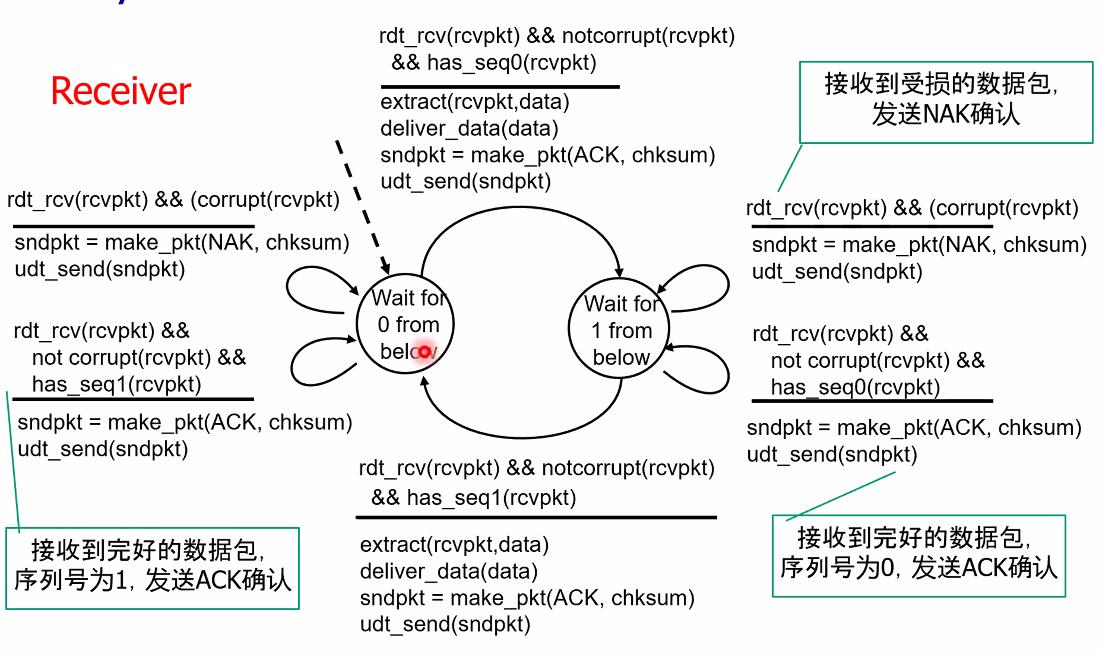 rdt_rcv(rcvpkt) && notcorrupt(rcvpkt)
&& has_seq0(rcvpkt)
extract(rcvpkt,data)
deliver_data(data)
sndpkt = make_pkt(ACK, chksum)
udt_send(sndpkt)
Receiver
接收到受损的数据包,
发送NAK确认
rdt_rcv(rcvpkt) && (corrupt(rcvpkt)
sndpkt = make_pkt(NAK, chksum)
udt_send(sndpkt)
rdt_rcv(rcvpkt) && (corrupt(rcvpkt)
sndpkt = make_pkt(NAK, chksum)
udt_send(sndpkt)
Wait for
0 from
below
Wait for
1 from
below
rdt_rcv(rcvpkt) &&
not corrupt(rcvpkt) &&
has_seq1(rcvpkt)
sndpkt = make_pkt(ACK, chksum)
udt_send(sndpkt)
rdt_rcv(rcvpkt) &&
not corrupt(rcvpkt) &&
has_seq0(rcvpkt)
sndpkt = make_pkt(ACK, chksum)
udt_send(sndpkt)
rdt_rcv(rcvpkt) && notcorrupt(rcvpkt)
&& has_seq1(rcvpkt)
extract(rcvpkt,data)
deliver_data(data)
sndpkt = make_pkt(ACK, chksum)
udt_send(sndpkt)
接收到完好的数据包,
序列号为1, 发送ACK确认
接收到完好的数据包,
序列号为0, 发送ACK确认